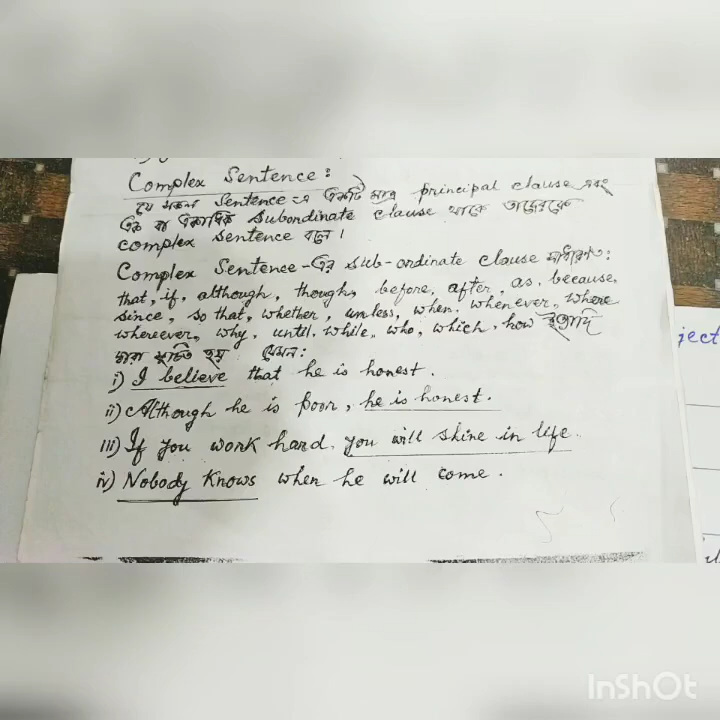 Complex Sentence:
যে সকল Sentence-এ একটি মাত্র principal clause এবং
এক বা একাধিক subordinate clause থাকে তাদেরকে
complex sentence বলে।
Complex Sentence-এর sub-ordinate clause সাধারণত:
that, if, although, though, before, after, as, because,
since, so that, whether, unless, when, whenever, where
whereever, why, until, while, who, which, how ইত্যাদি
দ্বারা সূচিত হয়। যেমন:
i) I believe that he is honest.
ii) Although he is poor, he is honest.
iii) If you work hard, you will shine in life.
iv) Nobody knows when he will come.
ject
InShOt